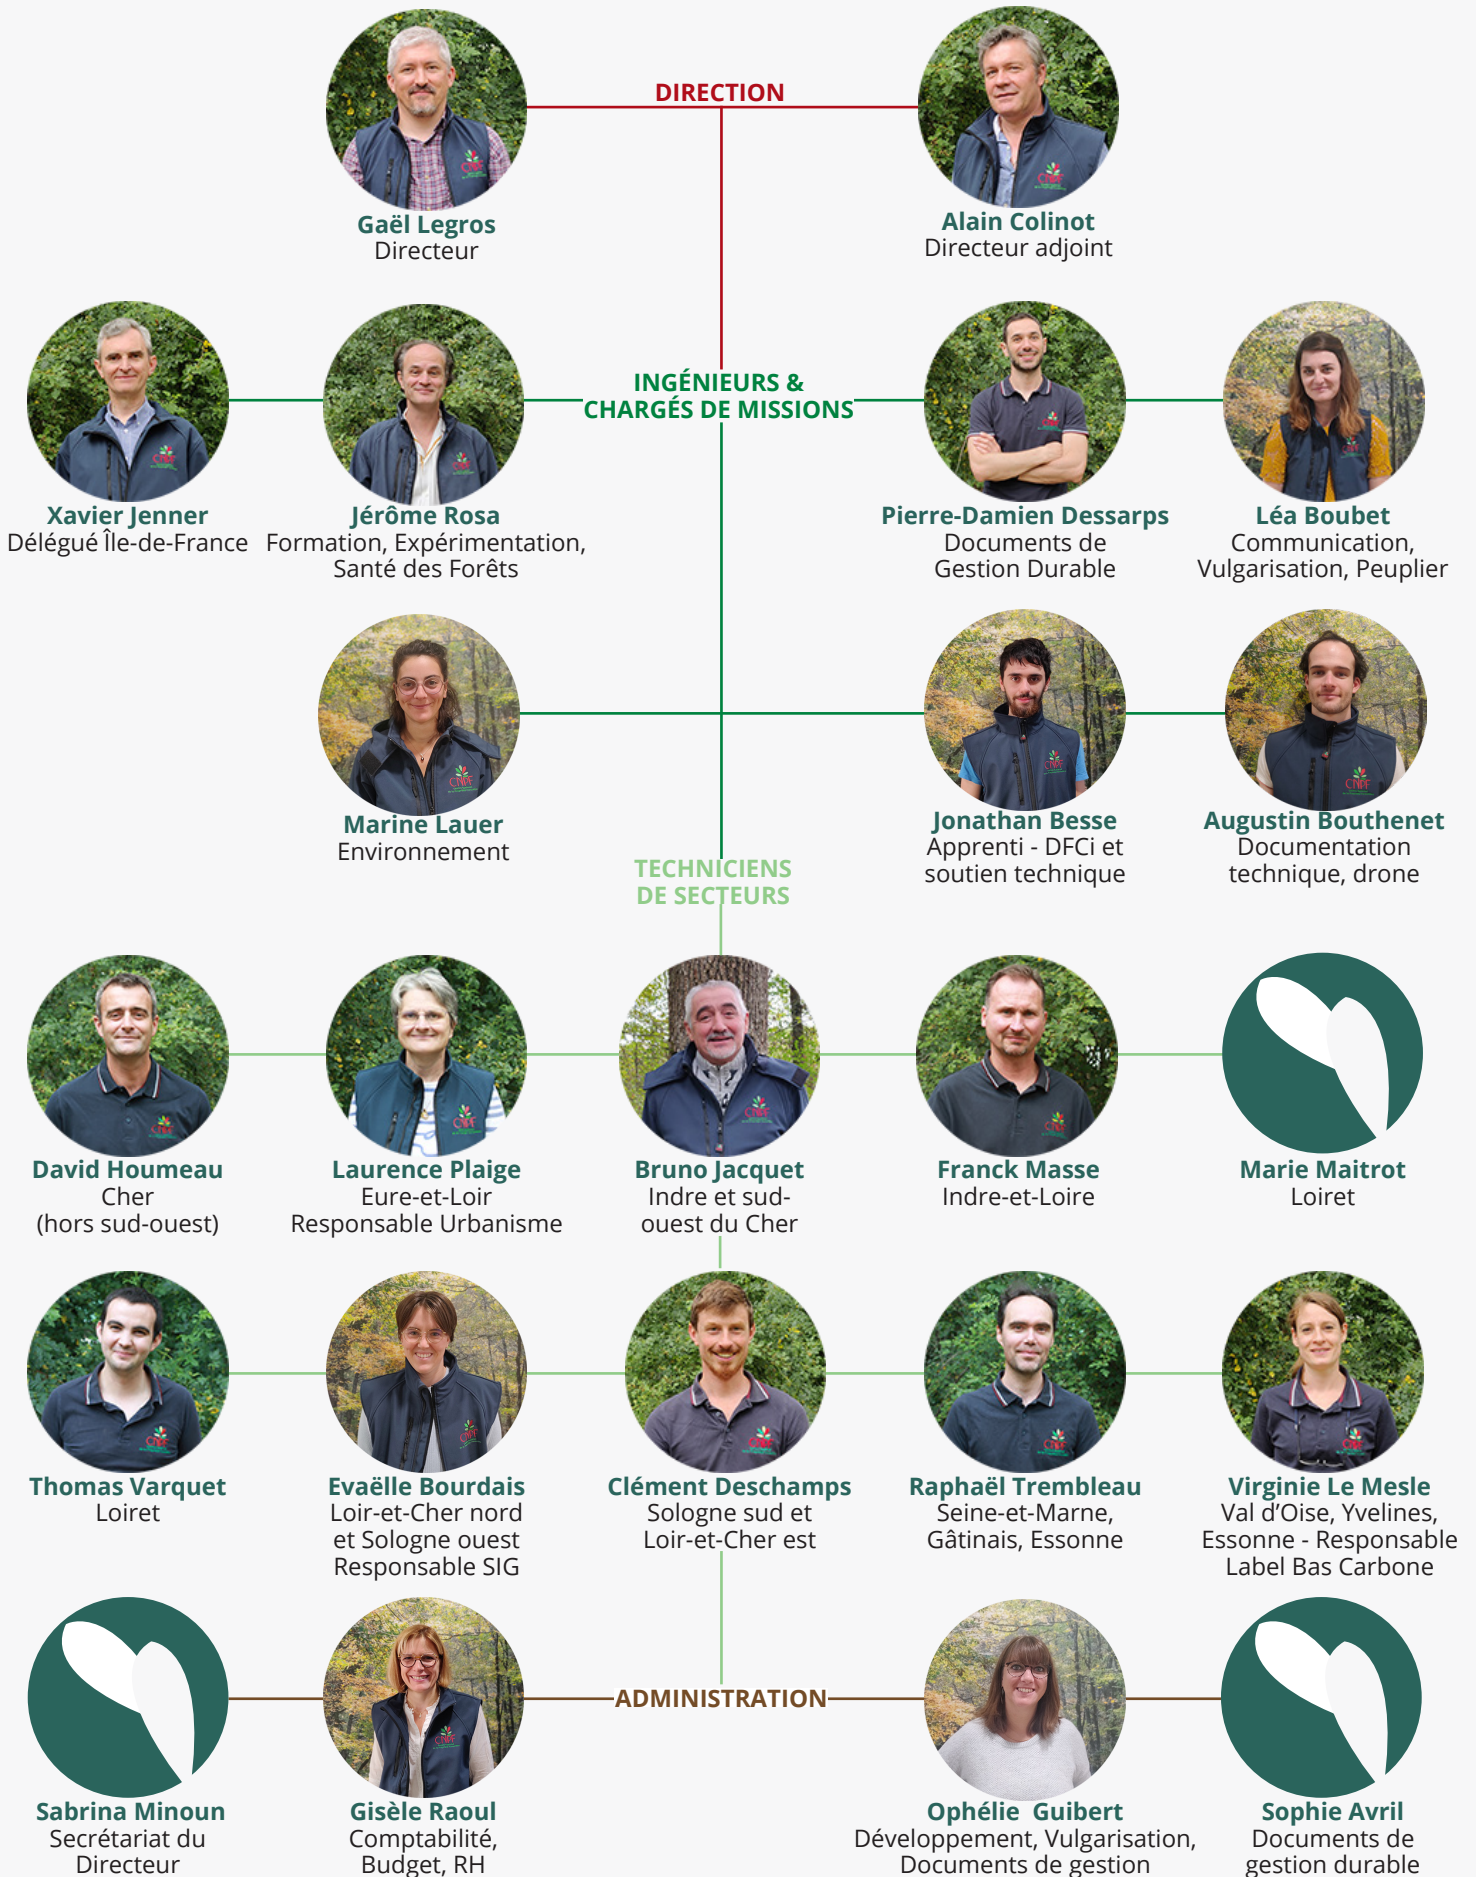 DIRECTION
Gaël Legros
Directeur
Alain Colinot
Directeur adjoint
INGÉNIEURS &
CHARGÉS DE MISSIONS
Xavier Jenner
Délégué Île-de-France
Jérôme Rosa
Formation, Expérimentation,
Santé des Forêts
Pierre-Damien Dessarps
Documents de
Gestion Durable
Léa Boubet
Communication,
Vulgarisation, Peuplier
Marine Lauer
Environnement
Jonathan Besse
Apprenti - DFCi et
soutien technique
Augustin Bouthenet
Documentation
technique, drone
TECHNICIENS
DE SECTEURS
David Houmeau
Cher
(hors sud-ouest)
Laurence Plaige
Eure-et-Loir
Responsable Urbanisme
Bruno Jacquet
Indre et sud-
ouest du Cher
Franck Masse
Indre-et-Loire
Marie Maitrot
Loiret
Thomas Varquet
Loiret
Evaëlle Bourdais
Loir-et-Cher nord
et Sologne ouest
Responsable SIG
Clément Deschamps
Sologne sud et
Loir-et-Cher est
Raphaël Trembleau
Seine-et-Marne,
Gâtinais, Essonne
Virginie Le Mesle
Val d’Oise, Yvelines,
Essonne - Responsable
Label Bas Carbone
ADMINISTRATION
Sabrina Minoun
Secrétariat du
Directeur
Gisèle Raoul
Comptabilité,
Budget, RH
Ophélie Guibert
Développement, Vulgarisation,
Documents de gestion
Sophie Avril
Documents de
gestion durable